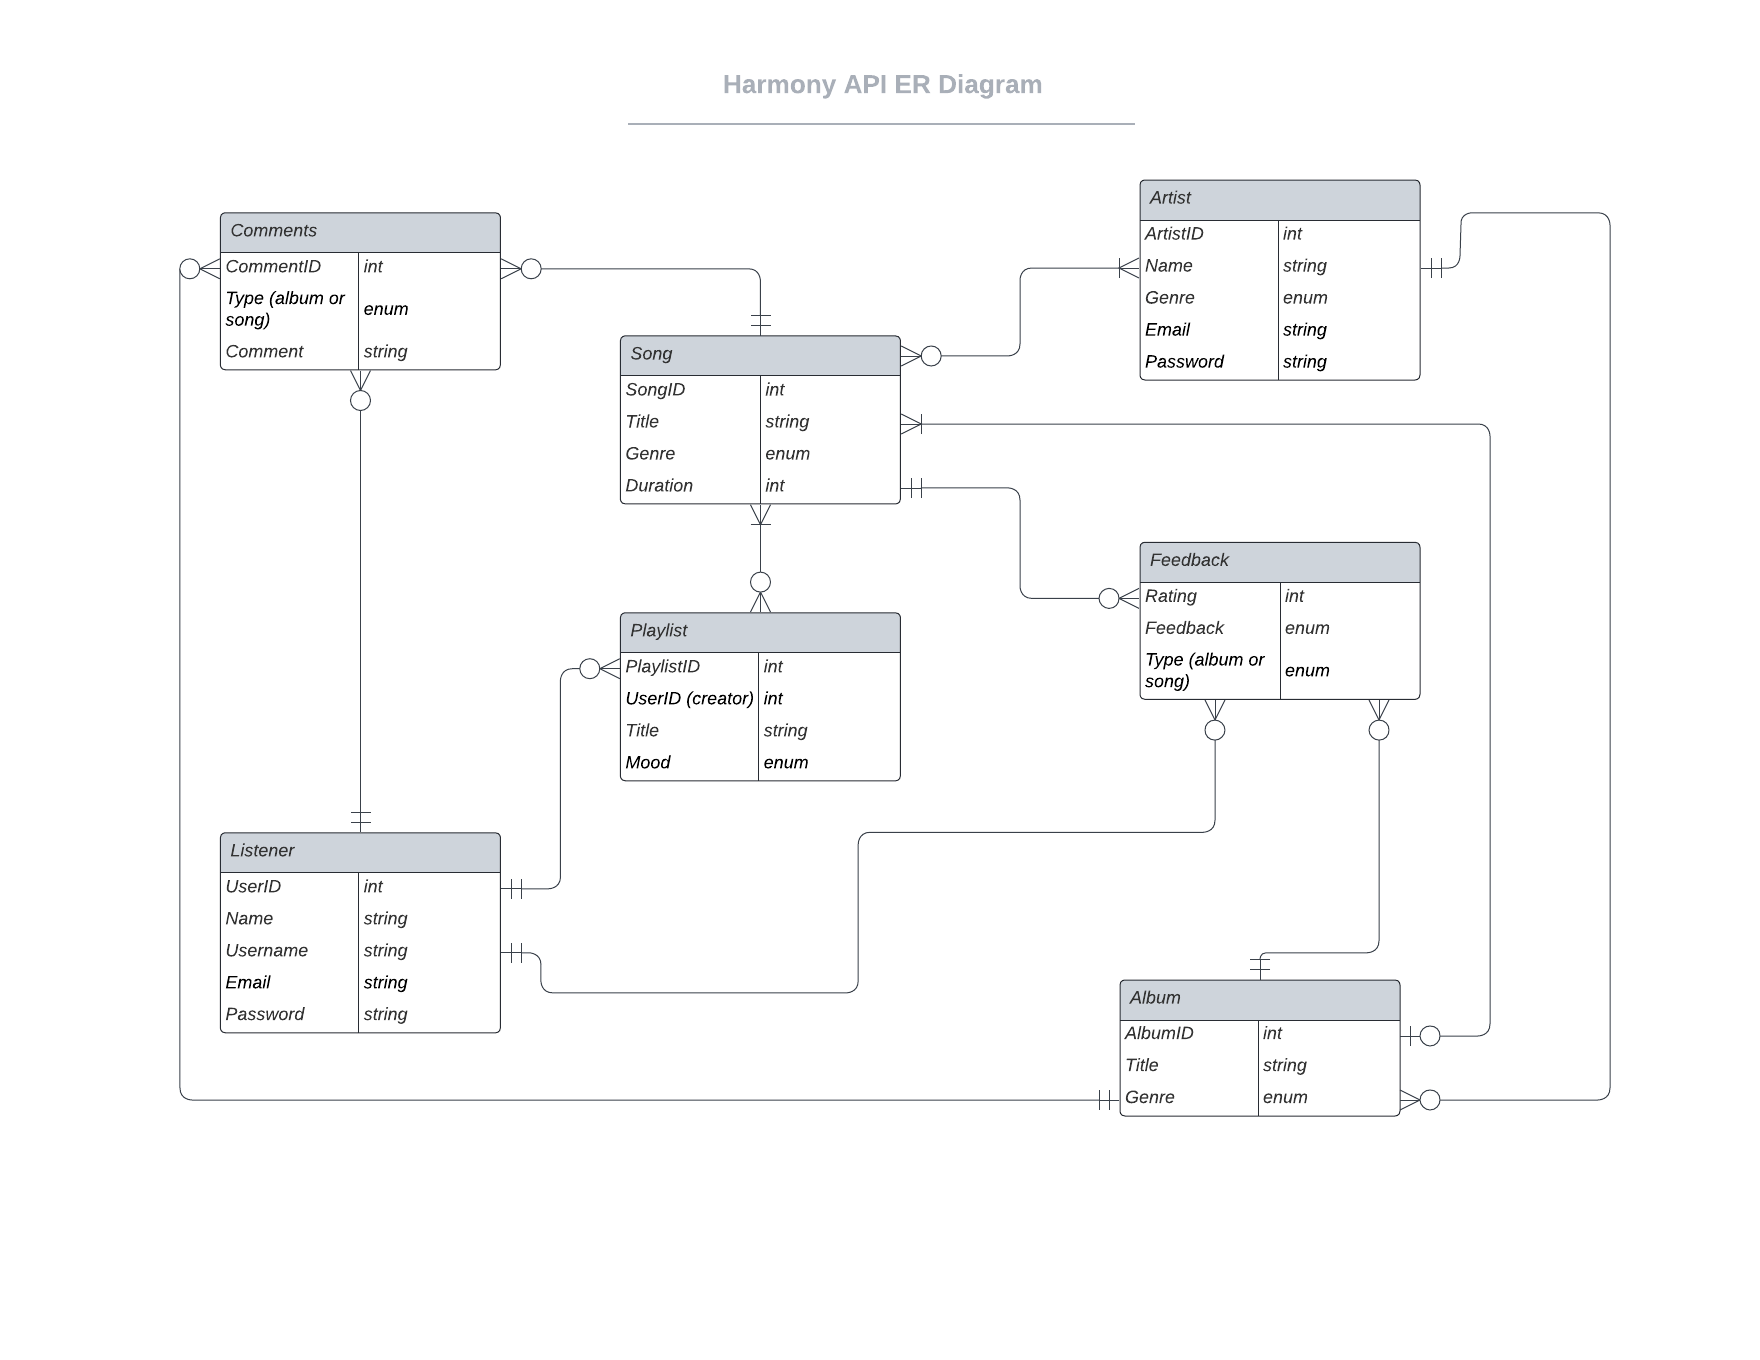 Harmony API ER Diagram
Comments
CommentID int
Type (album or
song) enum
Comment string
Artist
ArtistID int
Name string
Genre enum
Email string
Password string
Song
SongID int
Title string
Genre enum
Duration int
Feedback
Rating int
Feedback enum
Type (album or
song) enum
Playlist
PlaylistID int
UserID (creator) int
Title string
Mood enum
Listener
UserID int
Name string
Username string
Email string
Password string
Album
AlbumID int
Title string
Genre enum